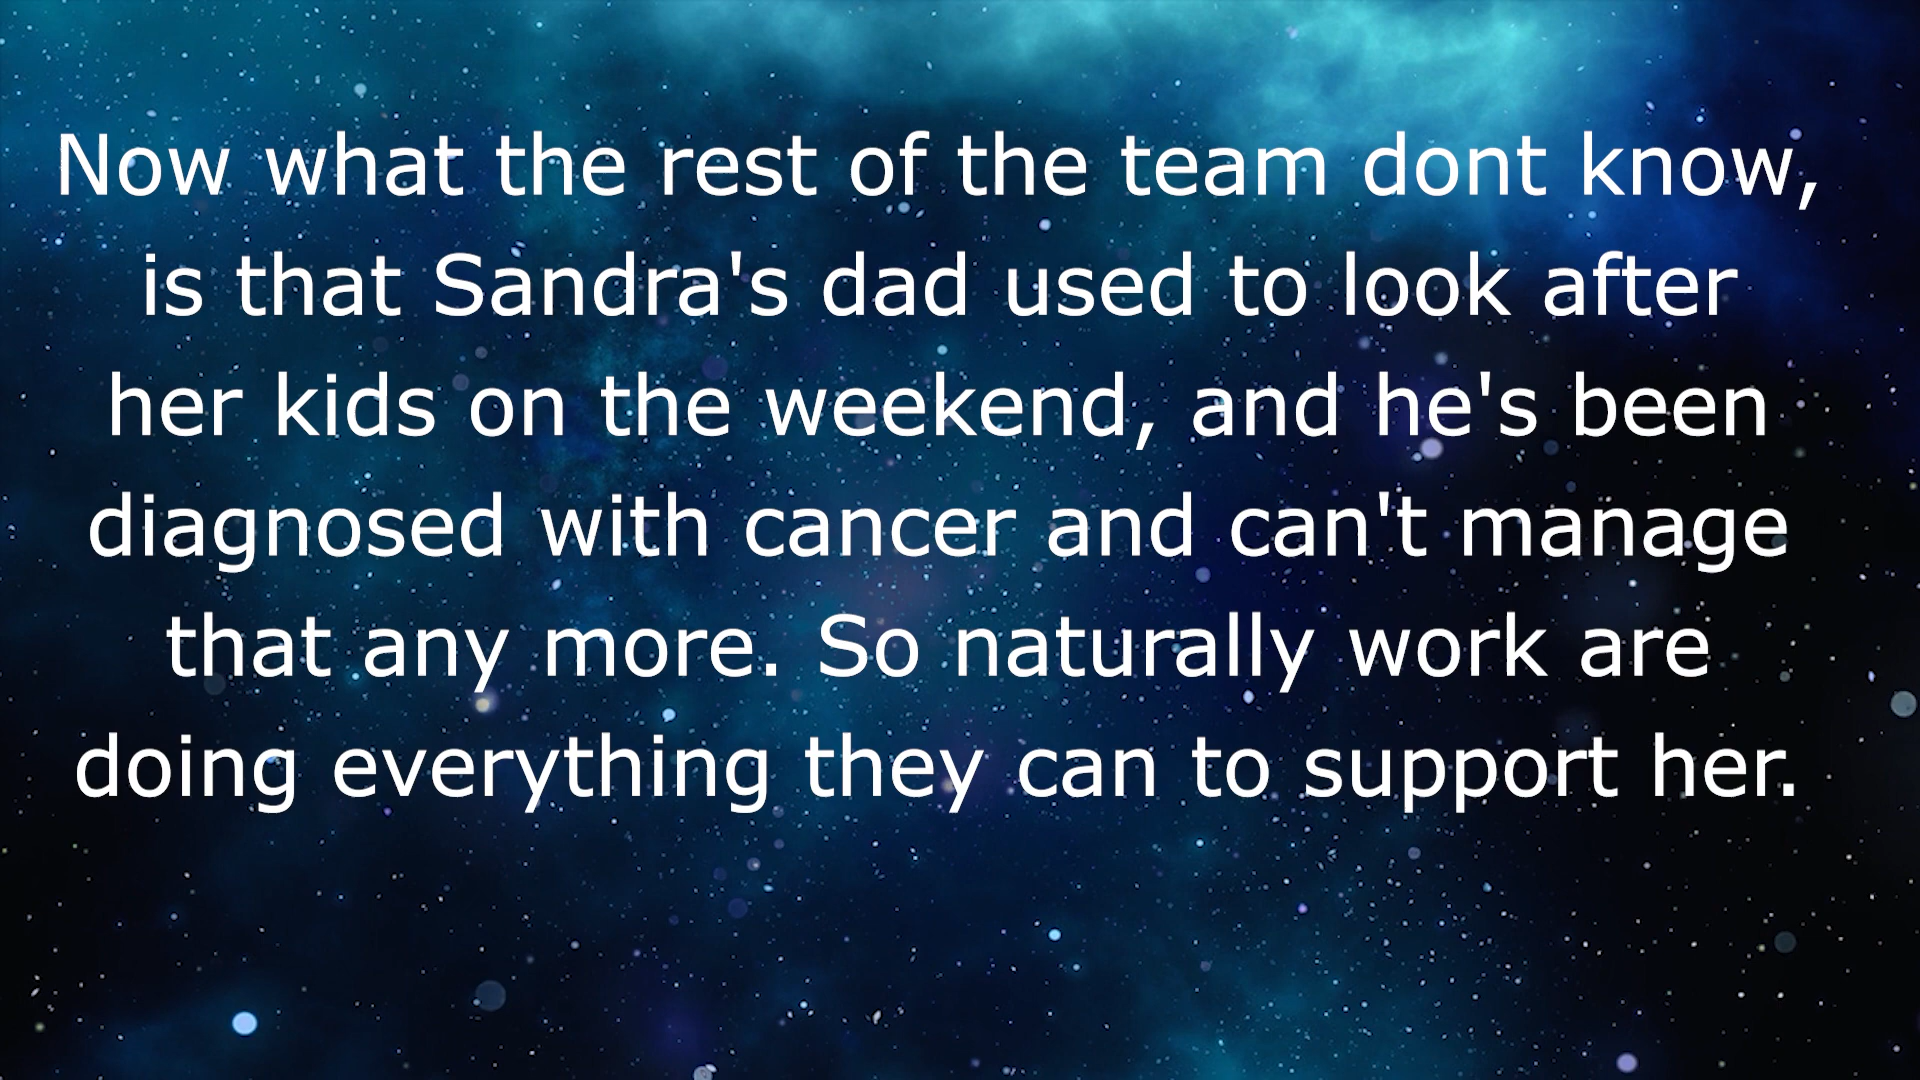 Now what the rest of the team dont know,
is that Sandra's dad used to look after
her kids on the weekend, and he's been
diagnosed with cancer and can't manage
that any more. So naturally work are
doing everything they can to support her.